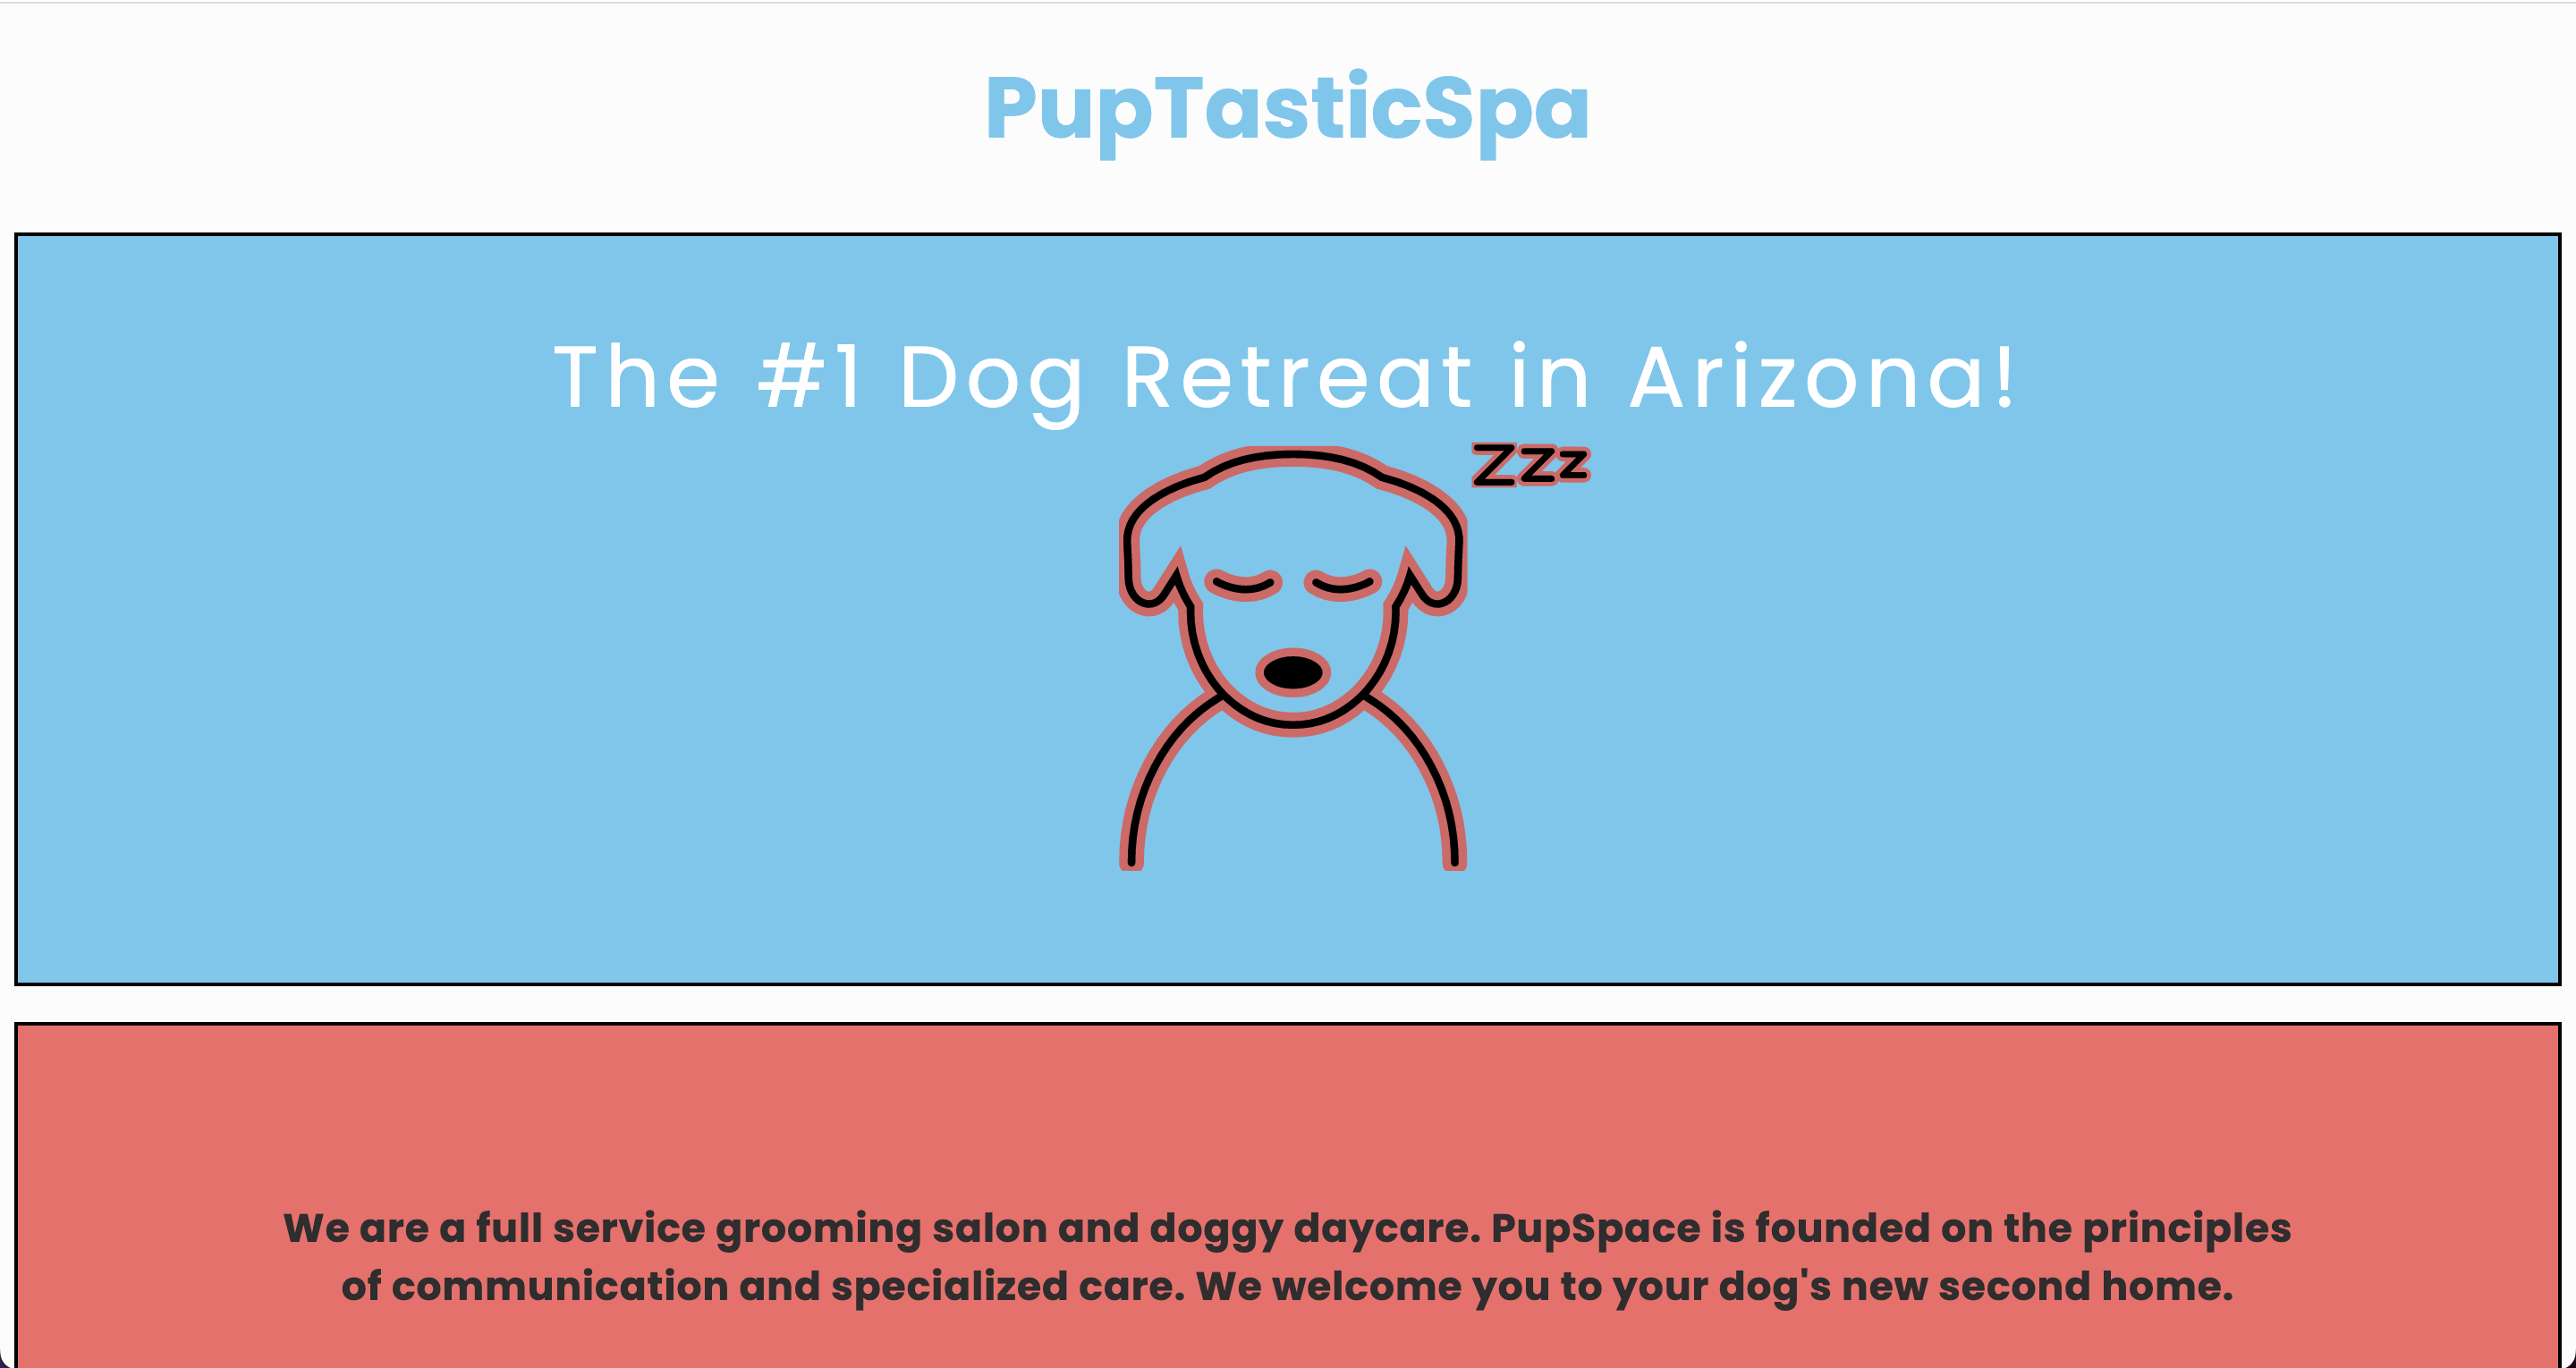 PupTasticSpa
The #1 Dog Retreat in Arizona!
Zzz
We are a full service grooming salon and doggy daycare. PupSpace is founded on the principles
of communication and specialized care. We welcome you to your dog's new second home.